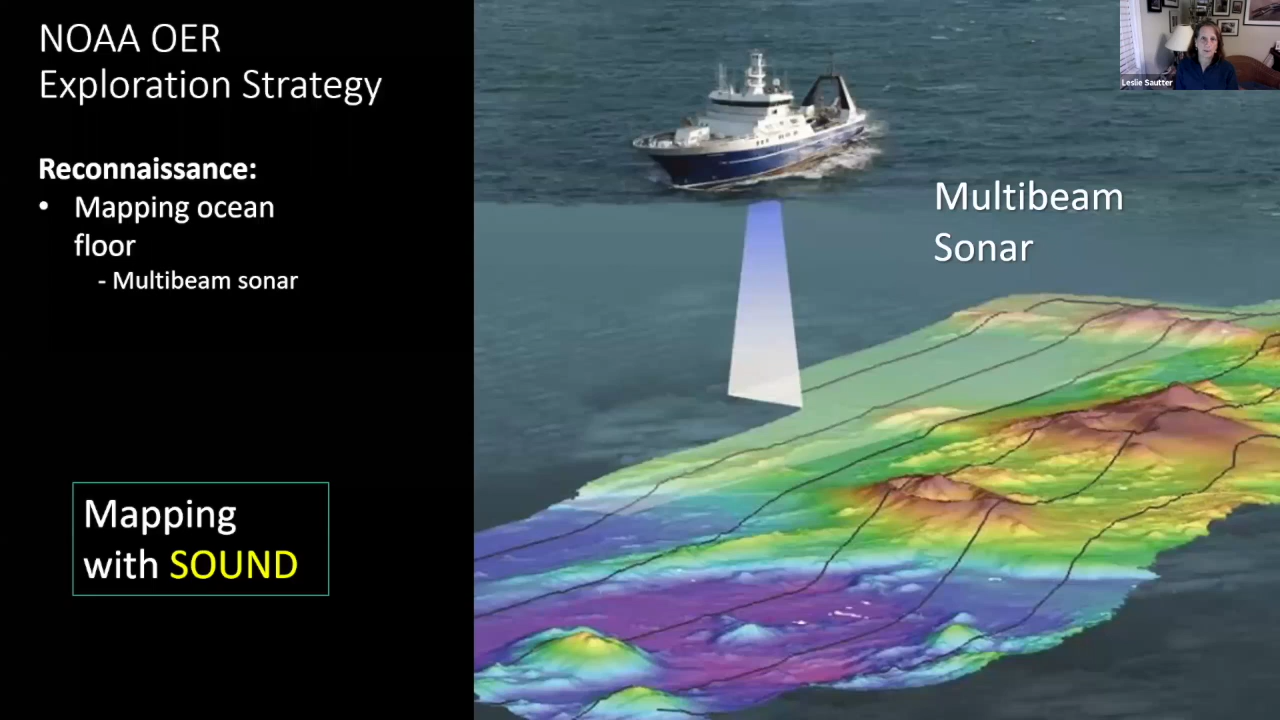 NOAA OER
Exploration Strategy
Reconnaissance:
• Mapping ocean
floor
- Multibeam sonar
Mapping
with SOUND
Multibeam
Sonar
Leslie Sautter